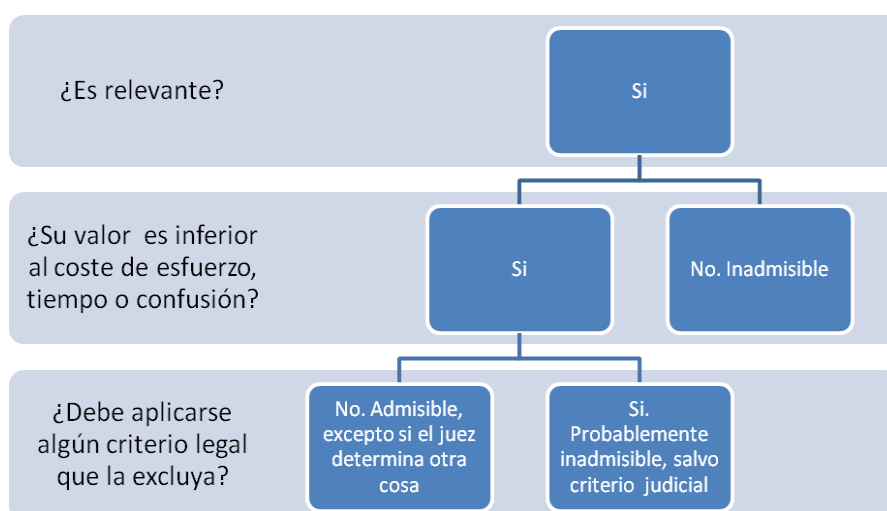 ¿Es relevante?
Si
¿Su valor es inferior
al coste de esfuerzo,
tiempo o confusión?
Si
No. Inadmisible
¿Debe aplicarse
algún criterio legal
que la excluya?
No. Admisible,
excepto si el juez
determina otra
cosa
Si.
Probablemente
inadmisible, salvo
criterio judicial